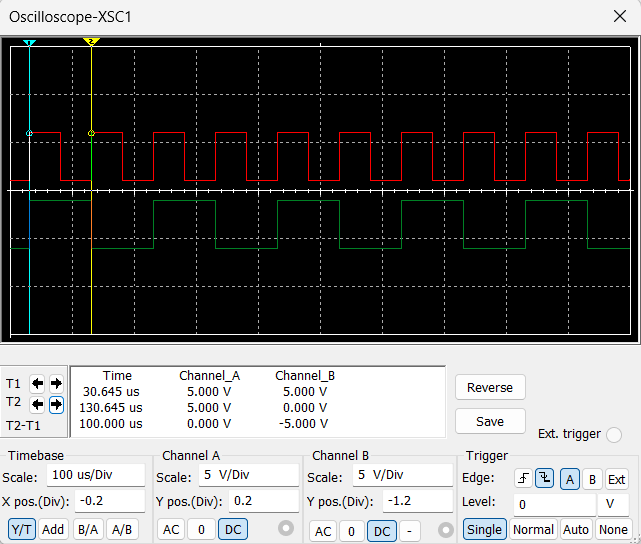 Oscilloscope-XSC1
1 2
Time Channel_A Channel_B
T1 30.645 us 5.000 V 5.000 V
T2 130.645 us 5.000 V 0.000 V
T2-T1 100.000 us 0.000 V -5.000 V
Reverse
Save
Ext. trigger
Timebase
Scale: 100 us/Div
X pos.(Div): -0.2
Y/T Add B/A A/B
Channel A
Scale: 5 V/Div
Y pos.(Div): 0.2
AC 0 DC
Channel B
Scale: 5 V/Div
Y pos.(Div): -1.2
AC 0 DC -
Trigger
Edge: A B Ext
Level: 0 V
Single Normal Auto None